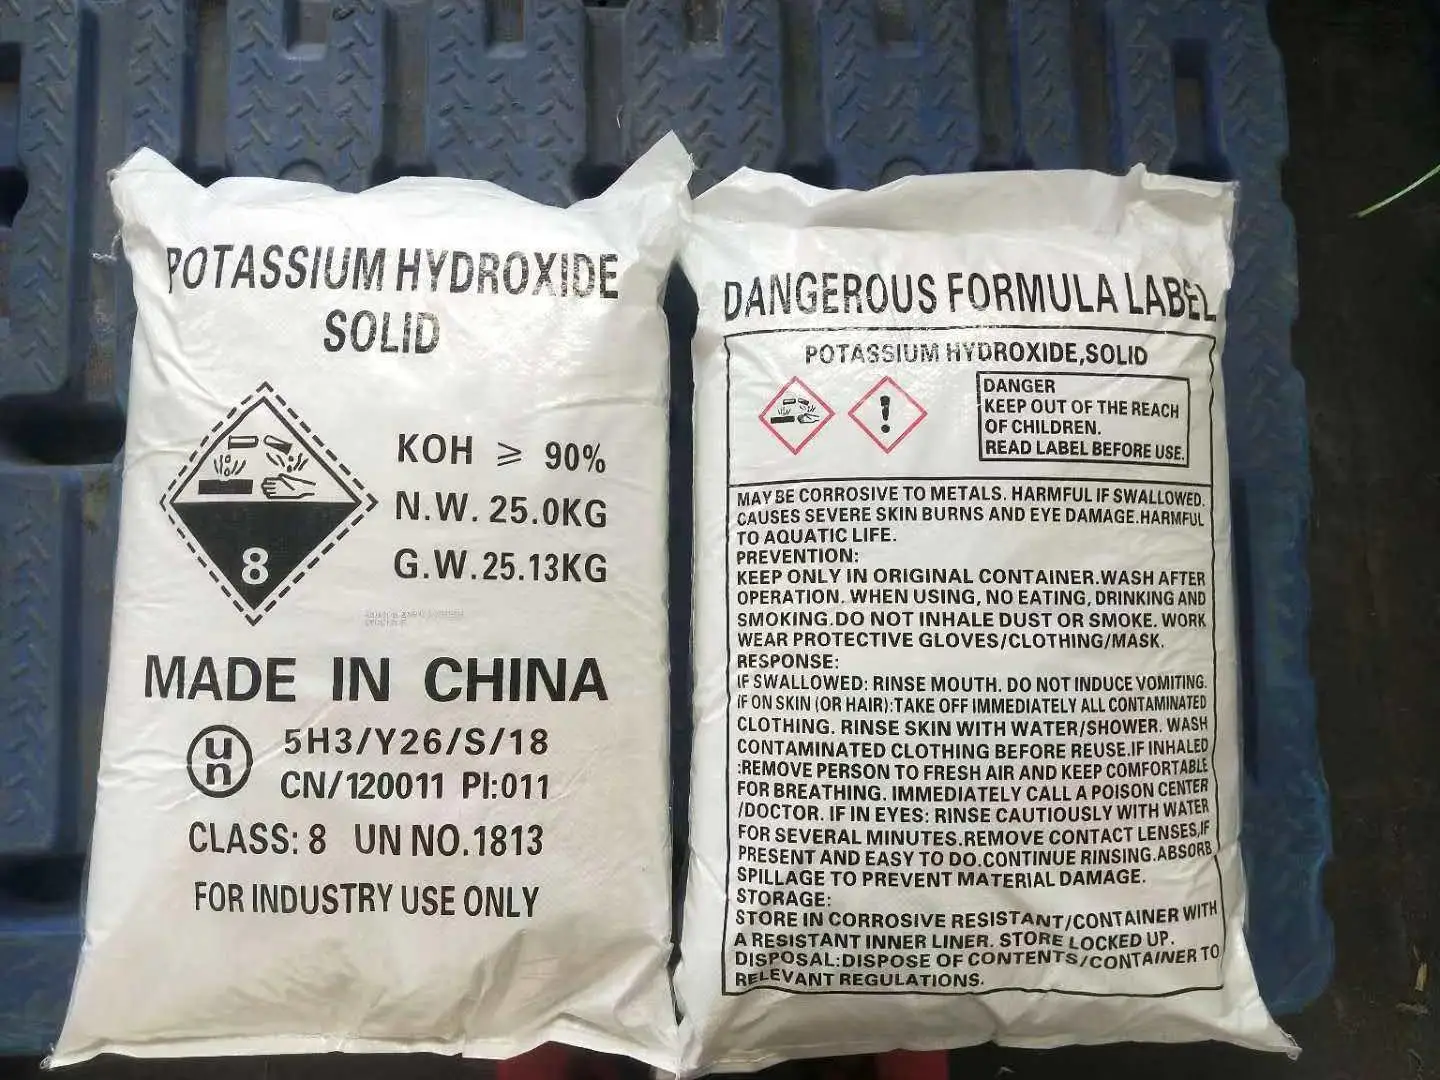 POTASSIUM HYDROXIDE
SOLID
8
KOH ≥ 90%
N.W. 25.0KG
G.W. 25.13KG
MADE IN CHINA
un
5H3/Y26/S/18
CN/120011 PI:011
CLASS: 8 UN NO.1813
FOR INDUSTRY USE ONLY
DANGEROUS FORMULA LABEL
POTASSIUM HYDROXIDE,SOLID
DANGER
KEEP OUT OF THE REACH
OF CHILDREN.
READ LABEL BEFORE USE.
MAY BE CORROSIVE TO METALS. HARMFUL IF SWALLOWED.
CAUSES SEVERE SKIN BURNS AND EYE DAMAGE.HARMFUL
TO AQUATIC LIFE.
PREVENTION:
KEEP ONLY IN ORIGINAL CONTAINER.WASH AFTER
OPERATION. WHEN USING, NO EATING, DRINKING AND
SMOKING.DO NOT INHALE DUST OR SMOKE. WORK
WEAR PROTECTIVE GLOVES/CLOTHING/MASK.
RESPONSE:
IF SWALLOWED: RINSE MOUTH. DO NOT INDUCE VOMITING.
IF ON SKIN (OR HAIR):TAKE OFF IMMEDIATELY ALL CONTAMINATED
CLOTHING. RINSE SKIN WITH WATER/SHOWER. WASH
CONTAMINATED CLOTHING BEFORE REUSE.IF INHALED
:REMOVE PERSON TO FRESH AIR AND KEEP COMFORTABLE
FOR BREATHING. IMMEDIATELY CALL A POISON CENTER
/DOCTOR. IF IN EYES: RINSE CAUTIOUSLY WITH WATER
FOR SEVERAL MINUTES.REMOVE CONTACT LENSES,IF
PRESENT AND EASY TO DO.CONTINUE RINSING.ABSORB
SPILLAGE TO PREVENT MATERIAL DAMAGE.
STORAGE:
STORE IN CORROSIVE RESISTANT/CONTAINER WITH
A RESISTANT INNER LINER. STORE LOCKED UP.
DISPOSAL:DISPOSE OF CONTENTS/CONTAINER TO
RELEVANT REGULATIONS.